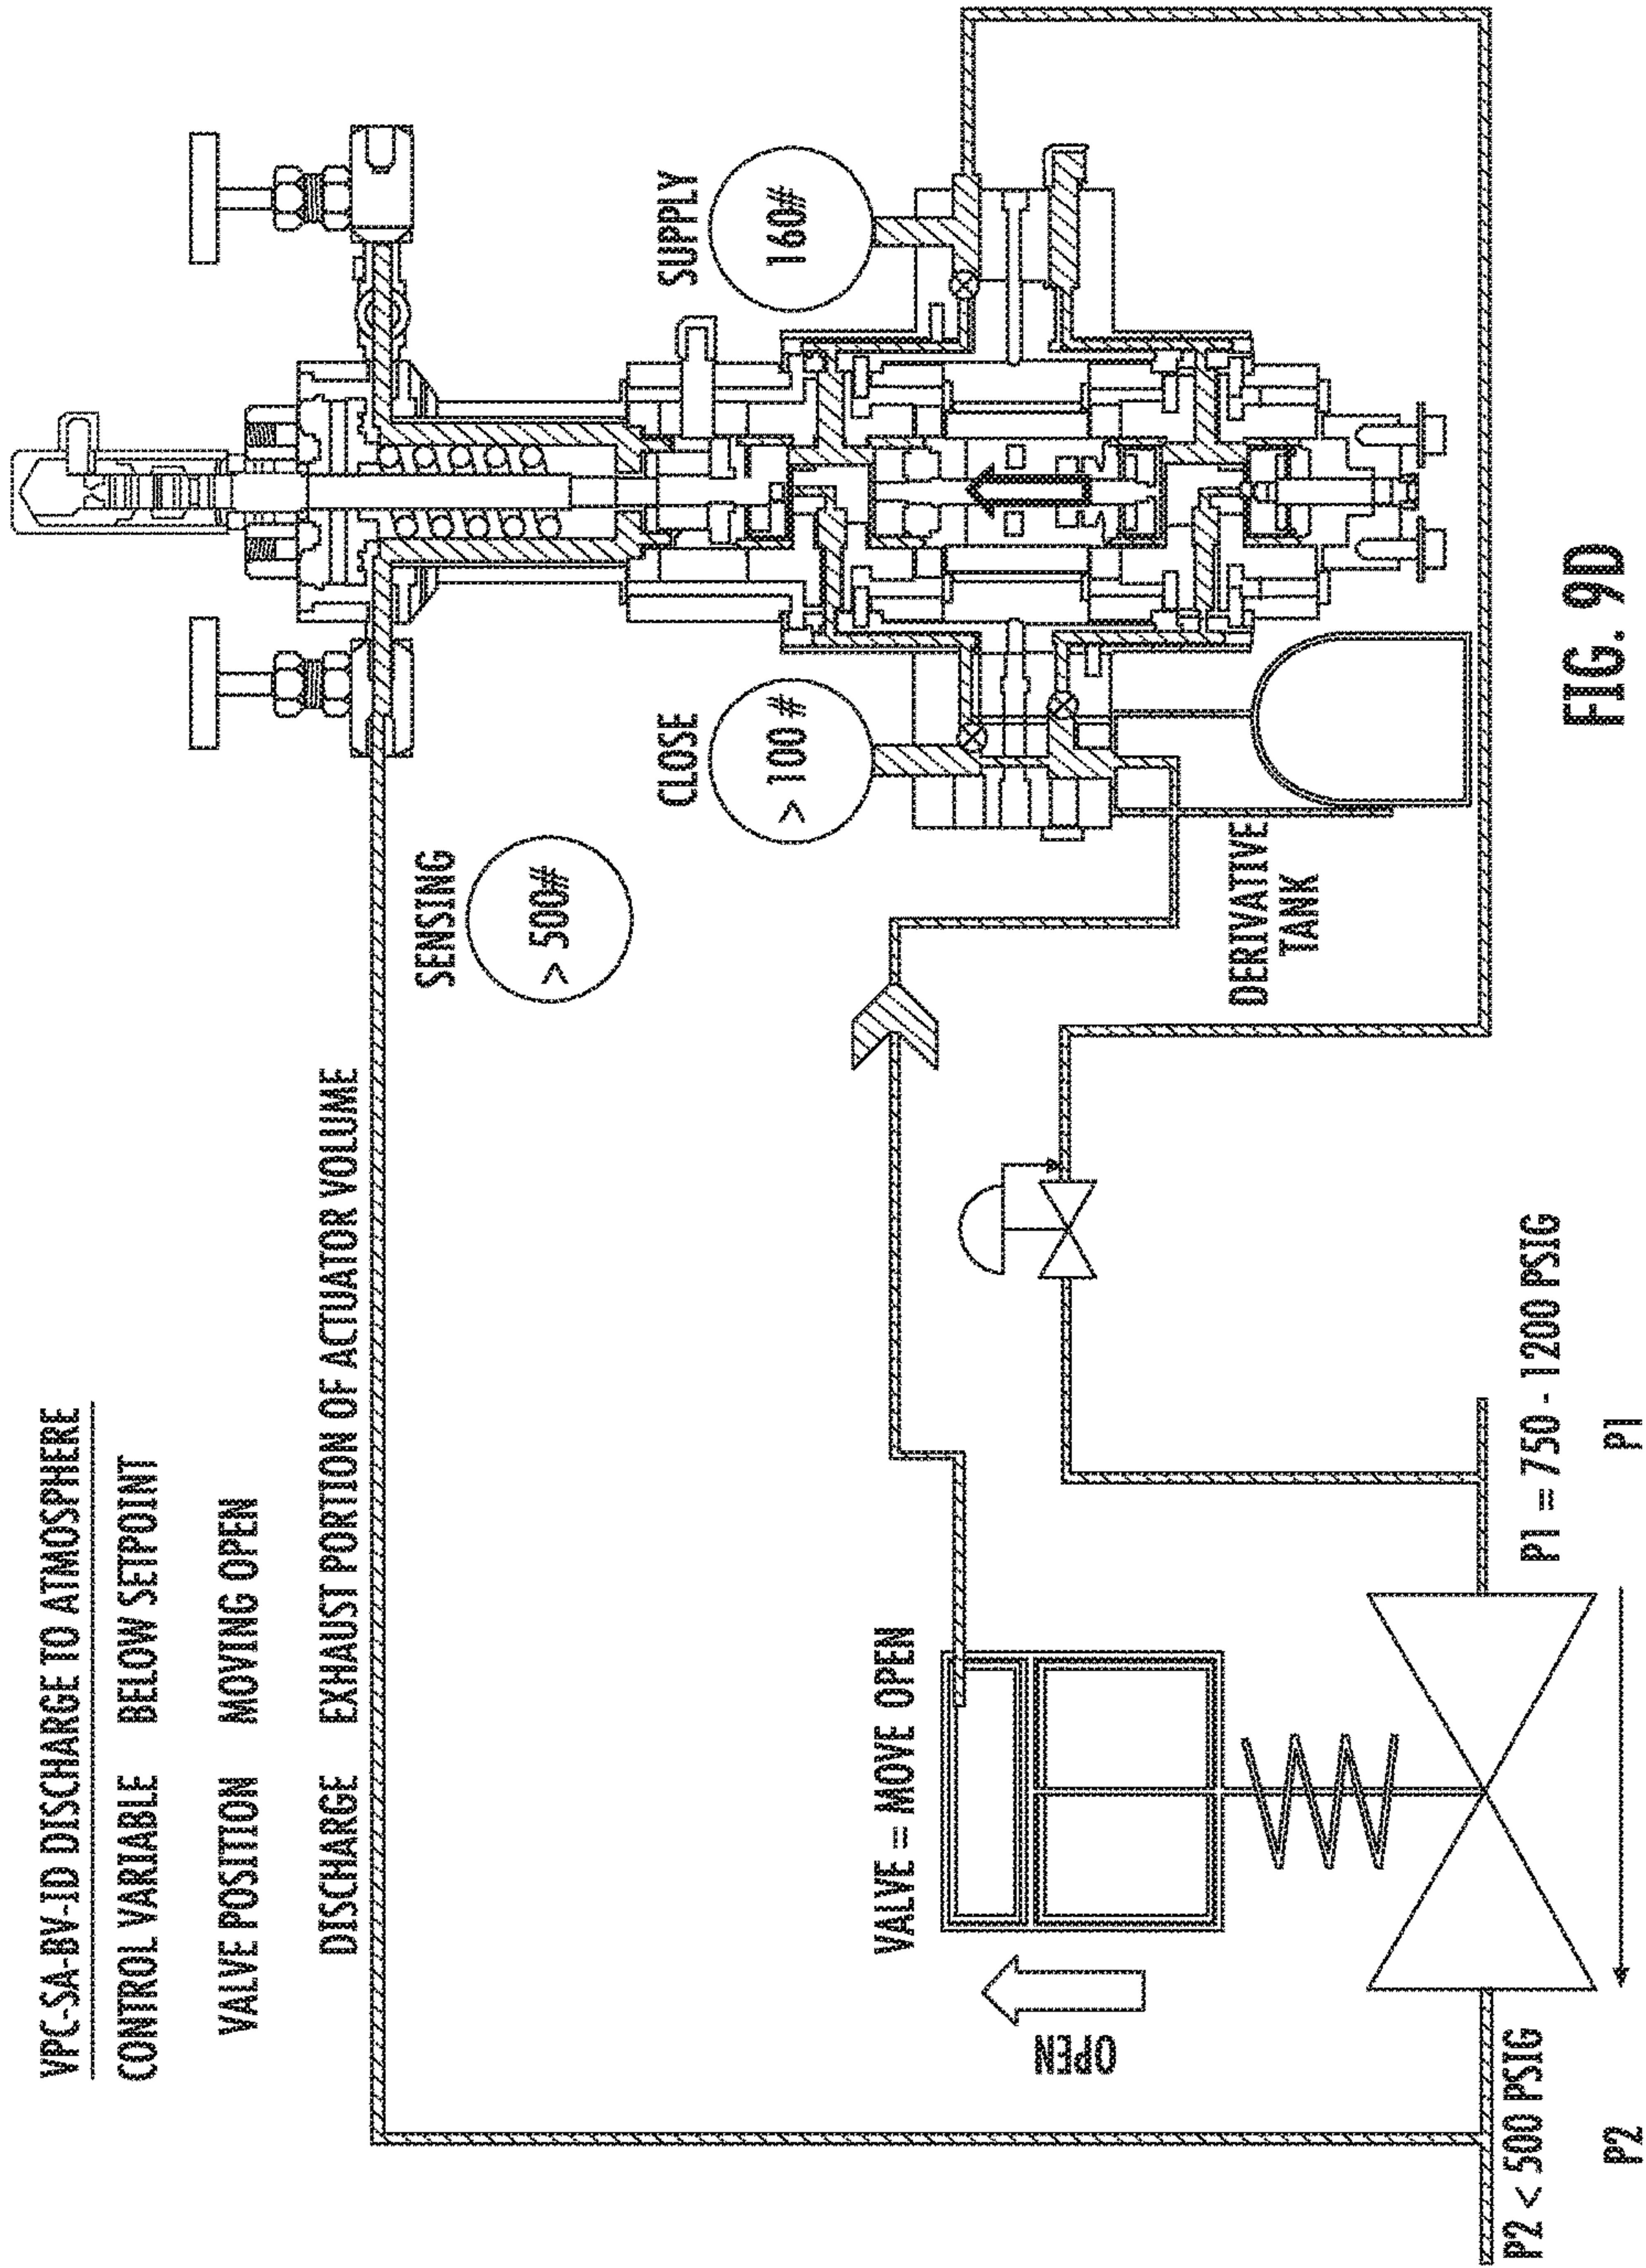 VPC-SA-BV-ID DISCHARGE TO ATMOSPHERE
CONTROL VARIABLE BELOW SETPOINT
VALVE POSITION MOVING OPEN
DISCHARGE EXHAUST PORTION OF ACTUATOR VOLUME
SENSING
> 500#
CLOSE
> 100 #
SUPPLY
160#
VALVE = MOVE OPEN
OPEN
DERIVATIVE
TANK
P2 < 500 PSIG
P1 = 750 - 1200 PSIG
P2
P1
FIG. 9D